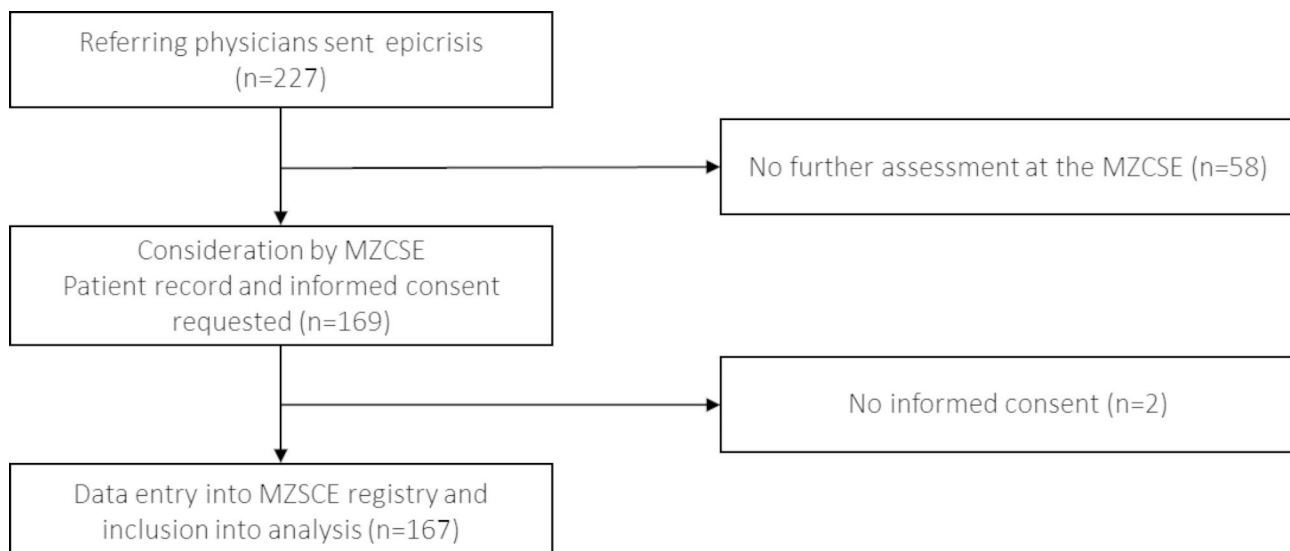 Referring physicians sent epicrisis
(n=227)
No further assessment at the MZCSE (n=58)
Consideration by MZCSE
Patient record and informed consent
requested (n=169)
No informed consent (n=2)
Data entry into MZSCE registry and
inclusion into analysis (n=167)